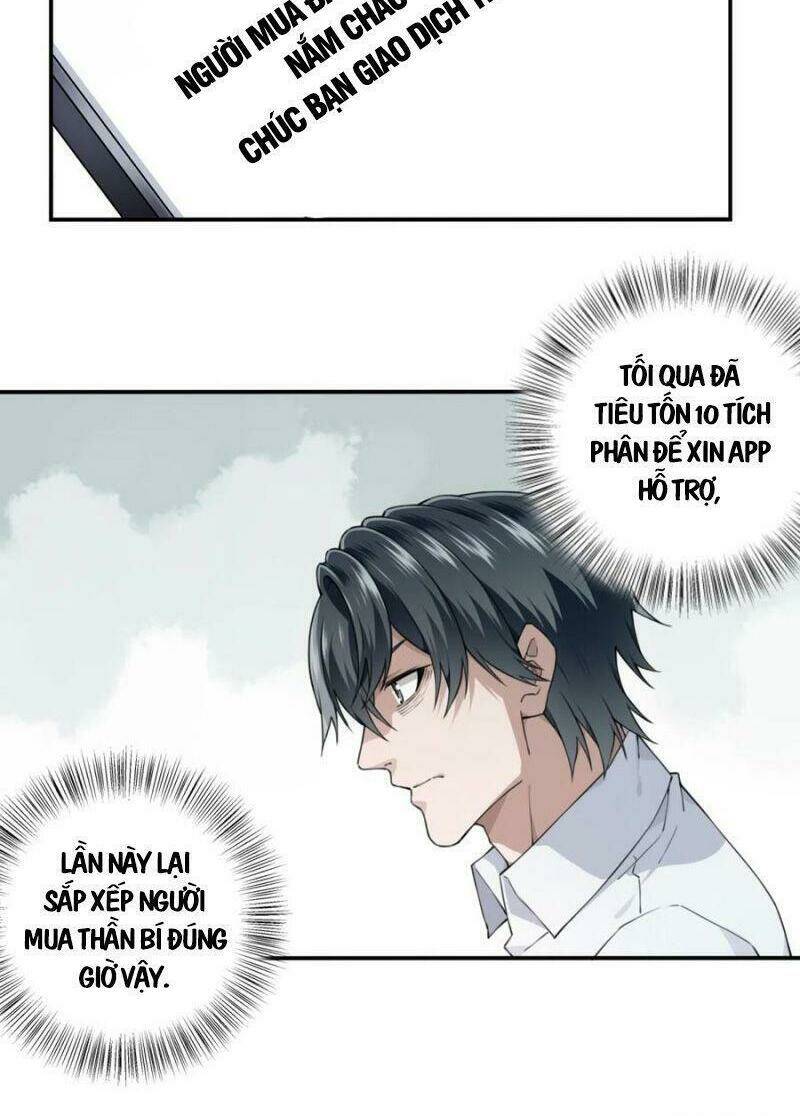 NGƯỜI MUA
NẮM CHÂU
CHÚC BẠN GIAO DỊCH
TỐI QUA ĐÃ
TIÊU TỐN 10 TÍCH
PHÂN ĐỂ XIN APP
HỖ TRỢ,
LẦN NÀY LẠI
SẮP XẾP NGƯỜI
MUA THẦN BÍ ĐÚNG
GIỜ VẬY.